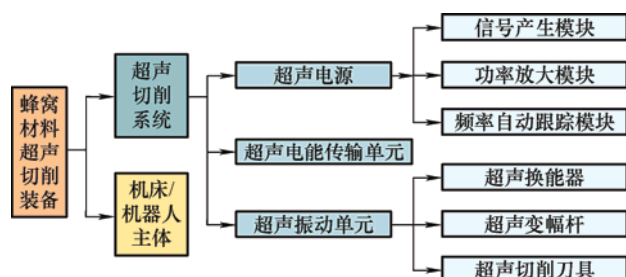 蜂窝
材料
超声
切削
装备
超声
切削
系统
机床/
机器人
主体
超声电源
超声电能传输单元
超声振动单元
信号产生模块
功率放大模块
频率自动跟踪模块
超声换能器
超声变幅杆
超声切削刀具